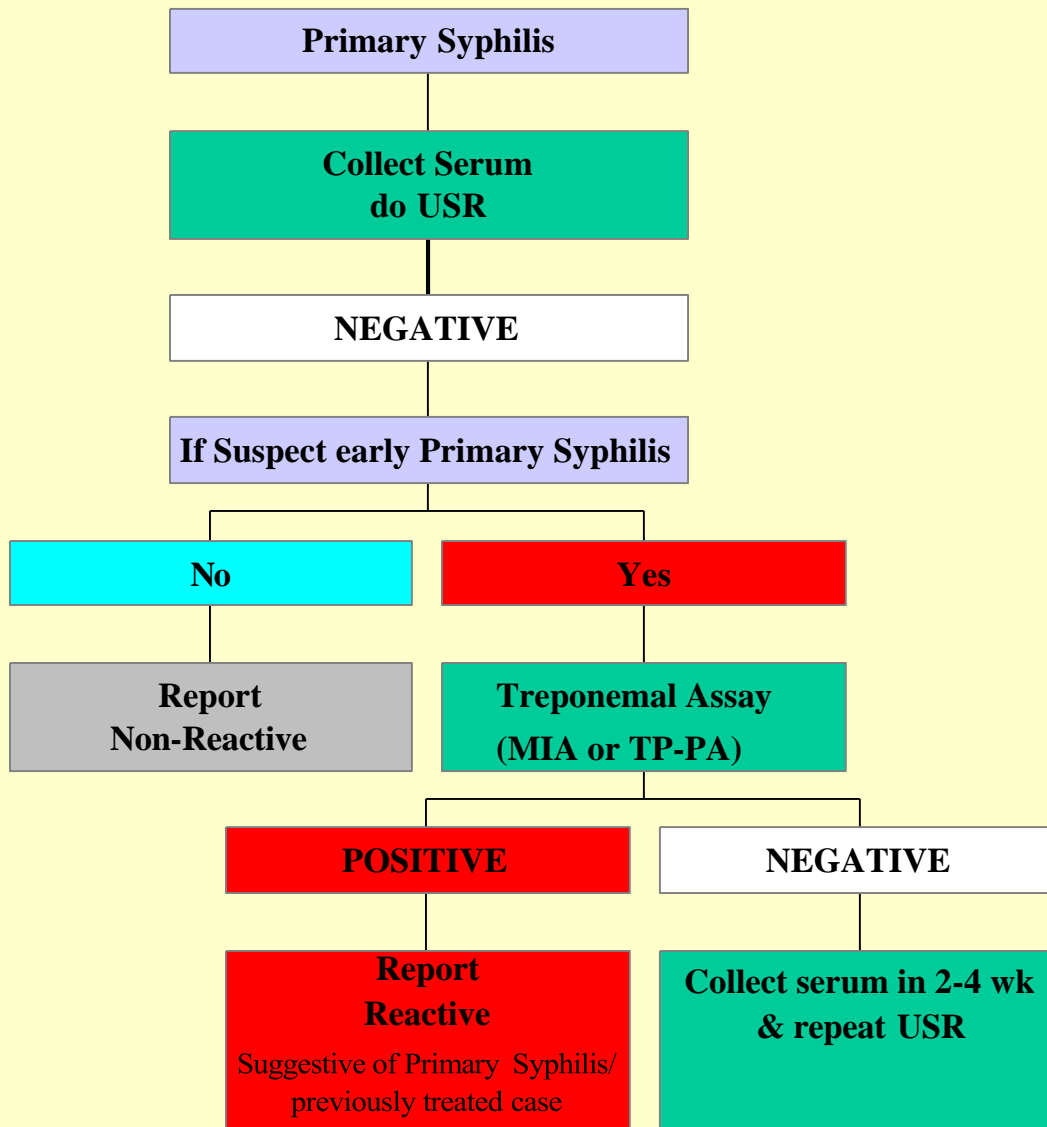 Primary Syphilis
Collect Serum
do USR
NEGATIVE
If Suspect early Primary Syphilis
No
Yes
Report
Non-Reactive
Treponemal Assay
(MIA or TP-PA)
POSITIVE
NEGATIVE
Report
Reactive
Suggestive of Primary Syphilis/
previously treated case
Collect serum in 2-4 wk
& repeat USR